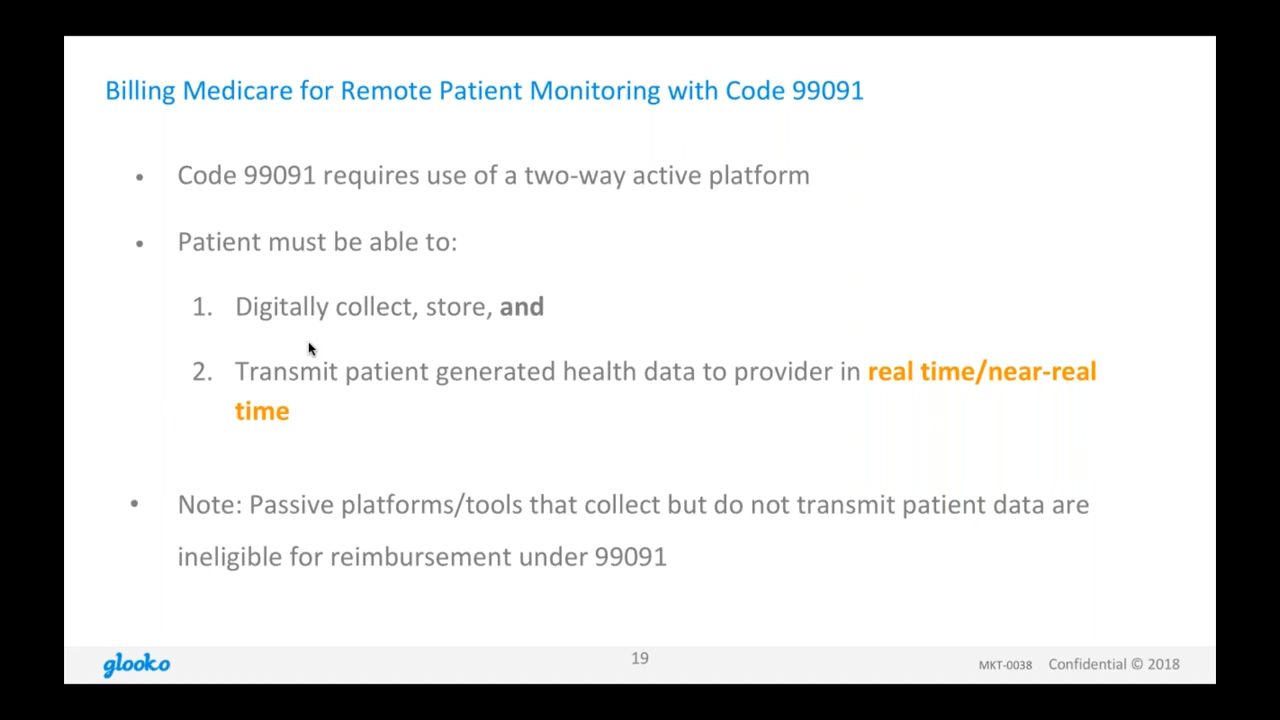 Billing Medicare for Remote Patient Monitoring with Code 99091
• Code 99091 requires use of a two-way active platform
• Patient must be able to:
1. Digitally collect, store, and
2. Transmit patient generated health data to provider in real time/near-real
time
• Note: Passive platforms/tools that collect but do not transmit patient data are
ineligible for reimbursement under 99091
glooko 19 MKT-0038 Confidential © 2018